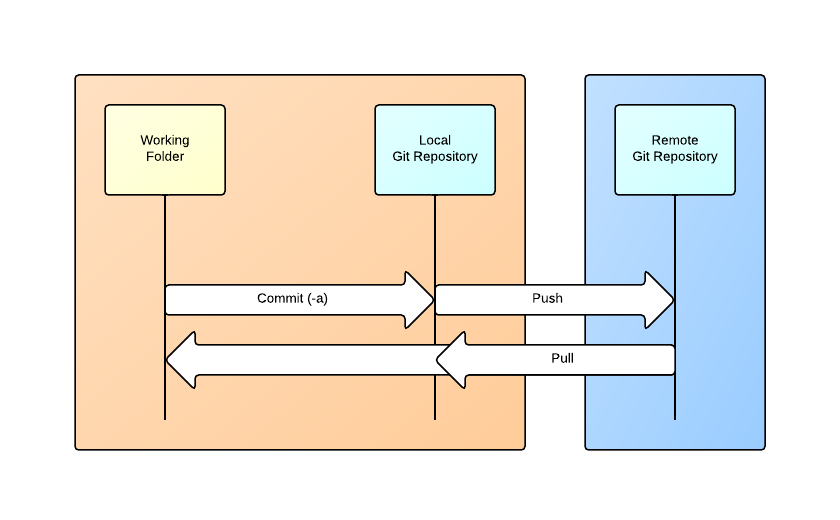 Working
Folder
Local
Git Repository
Remote
Git Repository
Commit (-a)
Push
Pull